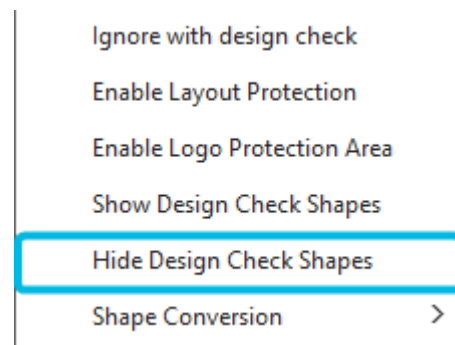 Ignore with design check
Enable Layout Protection
Enable Logo Protection Area
Show Design Check Shapes
Hide Design Check Shapes
Shape Conversion